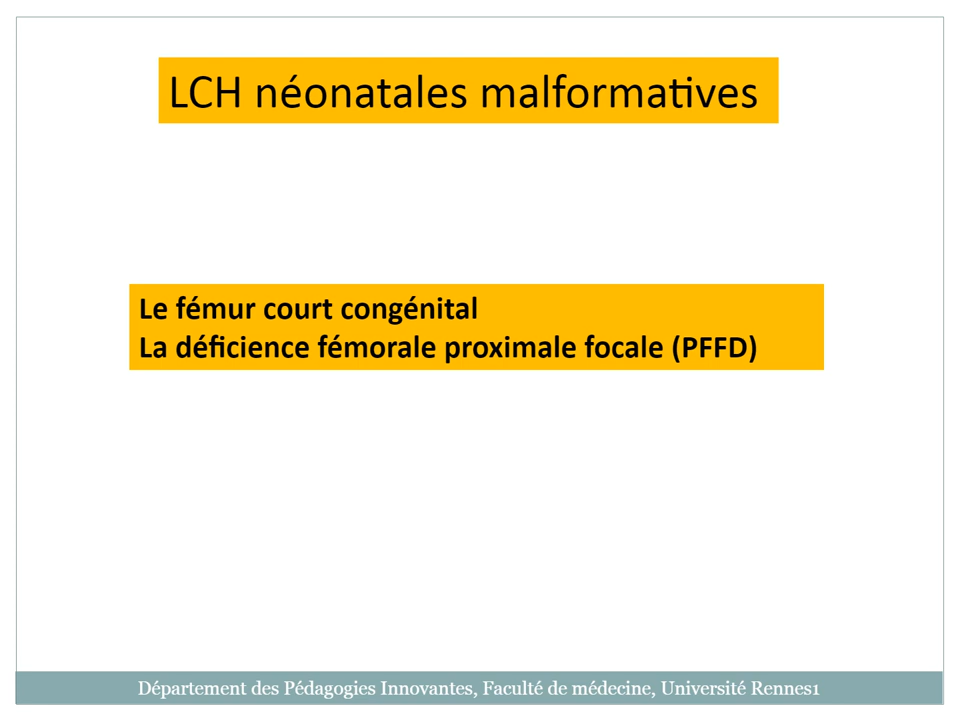 LCH néonatales malformatives
Le fémur court congénital
La déficience fémorale proximale focale (PFFD)
Département des Pédagogies Innovantes, Faculté de médecine, Université Rennes1